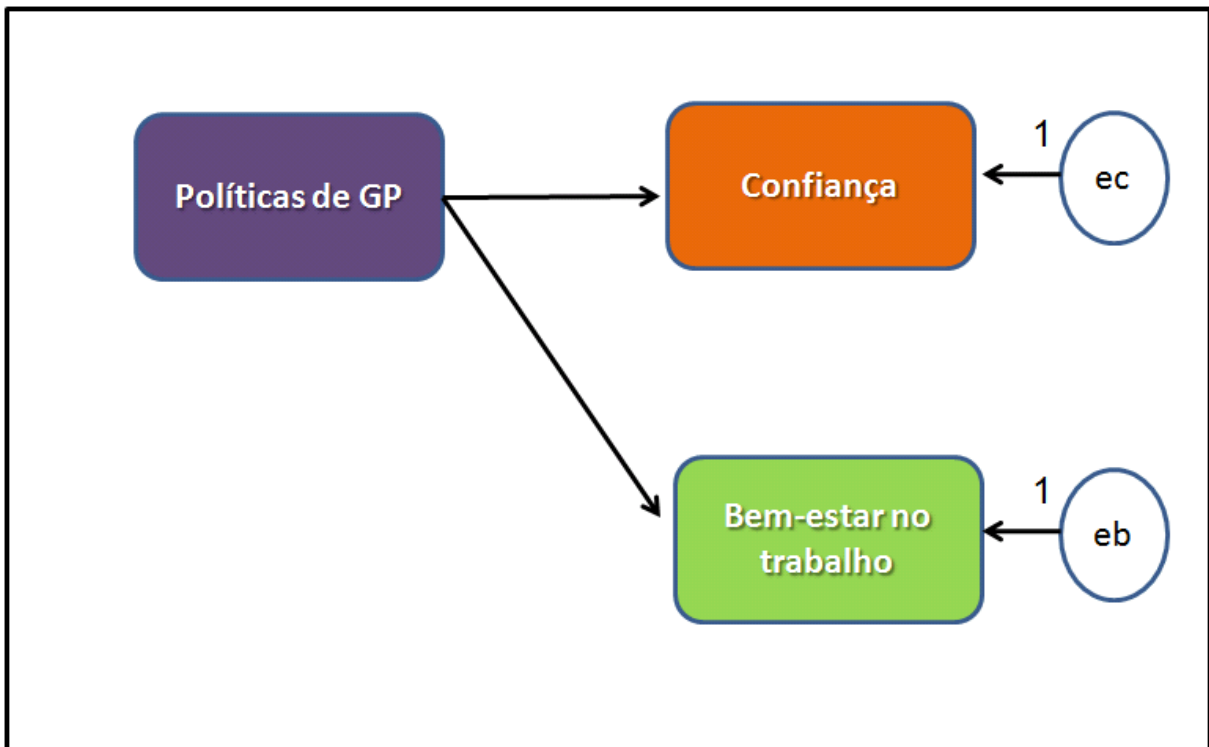 Políticas de GP
Confiança
1
ec
Bem-estar no
trabalho
1
eb